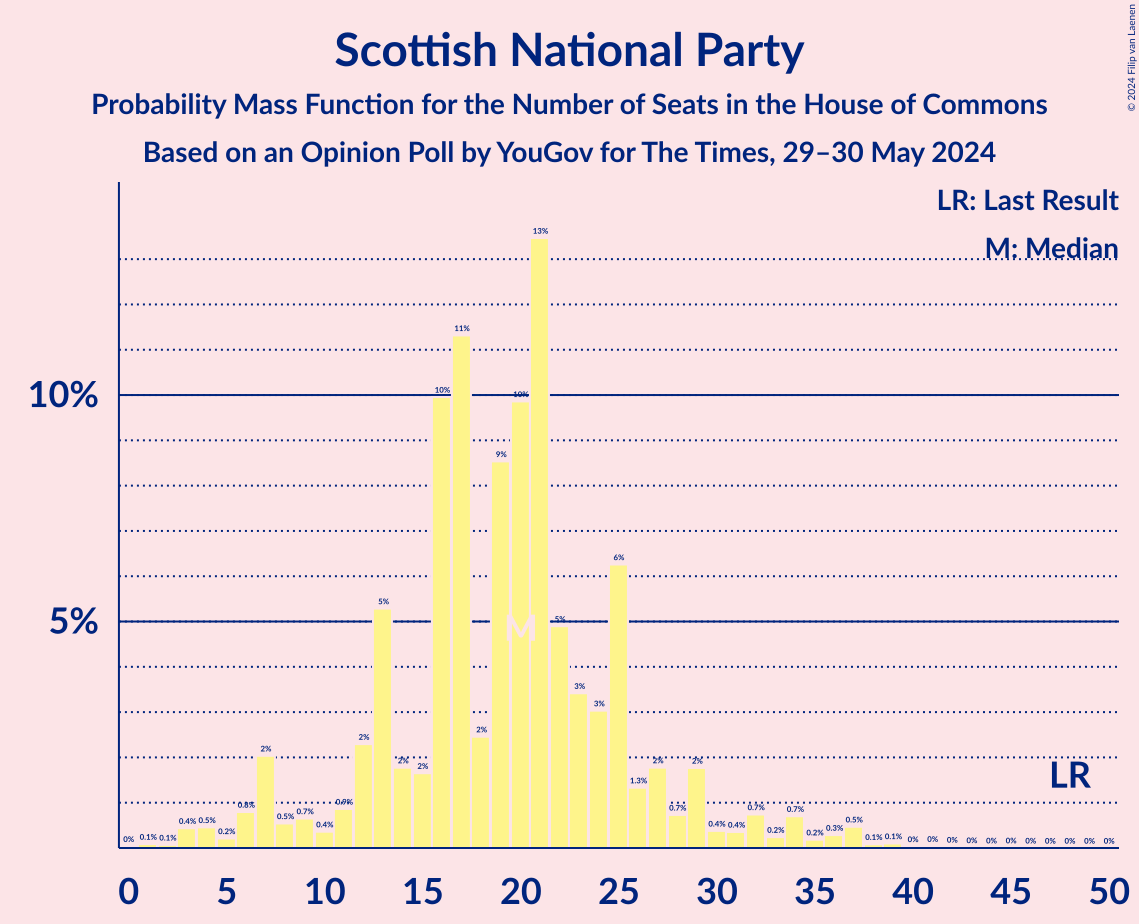 Scottish National Party
Probability Mass Function for the Number of Seats in the House of Commons
Based on an Opinion Poll by YouGov for The Times, 29–30 May 2024
© 2024 Filip van Laenen
LR: Last Result
M: Median
10%
5%
0% 0.1% 0.1% 0.4% 0.5% 0.2% 0.8% 2% 0.5% 0.7% 0.4% 0.9% 2% 5% 2% 2% 10% 11% 2% 9% 10% 13% 5% 3% 3% 6% 1.3% 2% 0.7% 2% 0.4% 0.4% 0.7% 0.2% 0.7% 0.2% 0.3% 0.5% 0.1% 0.1% 0% 0% 0% 0% 0% 0% 0% 0% 0% 0% 0%
M
LR
0 5 10 15 20 25 30 35 40 45 50